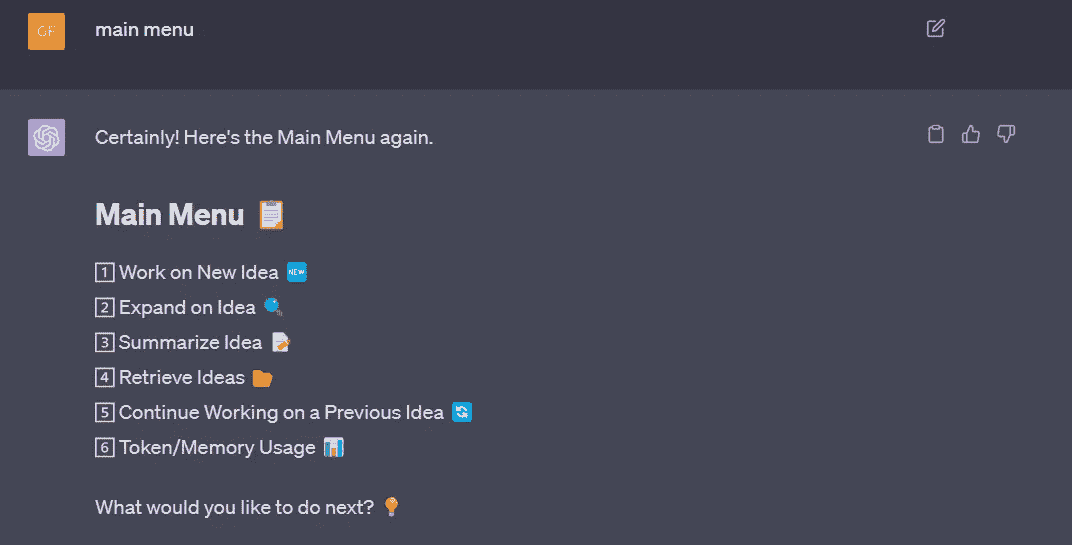 GF
main menu
Certainly! Here's the Main Menu again.
Main Menu 📋
1 Work on New Idea NEW
2 Expand on Idea 🔍
3 Summarize Idea 📝
4 Retrieve Ideas 📁
5 Continue Working on a Previous Idea 🔄
6 Token/Memory Usage 📊
What would you like to do next? 💡